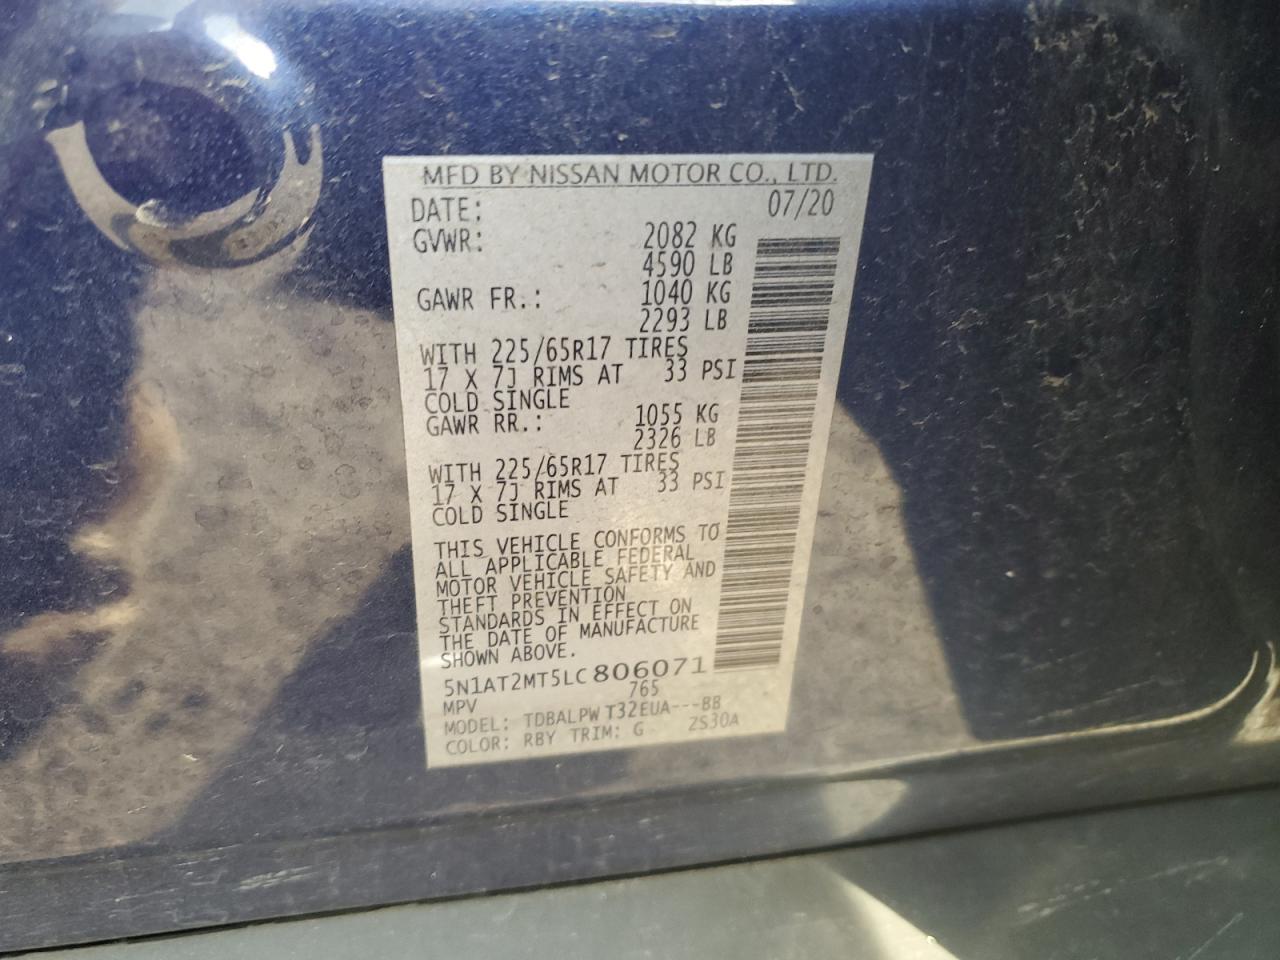 MFD BY NISSAN MOTOR CO., LTD.
DATE: 07/20
GVWR: 2082 KG
4590 LB
GAWR FR.: 1040 KG
2293 LB
WITH 225/65R17 TIRES
17 X 7J RIMS AT 33 PSI
COLD SINGLE
GAWR RR.: 1055 KG
2326 LB
WITH 225/65R17 TIRES
17 X 7J RIMS AT 33 PSI
COLD SINGLE
THIS VEHICLE CONFORMS TO
ALL APPLICABLE FEDERAL
MOTOR VEHICLE SAFETY AND
THEFT PREVENTION
STANDARDS IN EFFECT ON
THE DATE OF MANUFACTURE
SHOWN ABOVE.
5N1AT2MT5LC806071
MPV 765
MODEL: TDBALPW T32EUA---BB
COLOR: RBY TRIM: G 2S30A